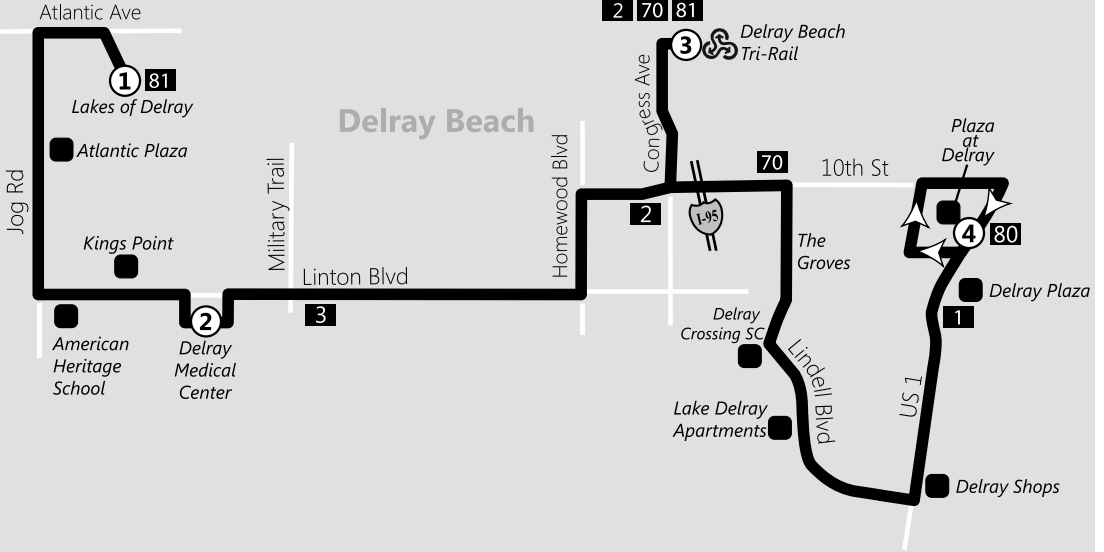 Atlantic Ave
2 70 81
3
Delray Beach
Tri-Rail
1 81
Lakes of Delray
Congress Ave
Delray Beach
Plaza
at
Delray
Atlantic Plaza
Homewood Blvd
70
10th St
Military Trail
Jog Rd
2
I-95
4 80
Kings Point
The
Groves
Linton Blvd
Delray Plaza
3
1
2
American
Heritage
School
Delray
Medical
Center
Delray
Crossing SC
Lindell Blvd
US 1
Lake Delray
Apartments
Delray Shops